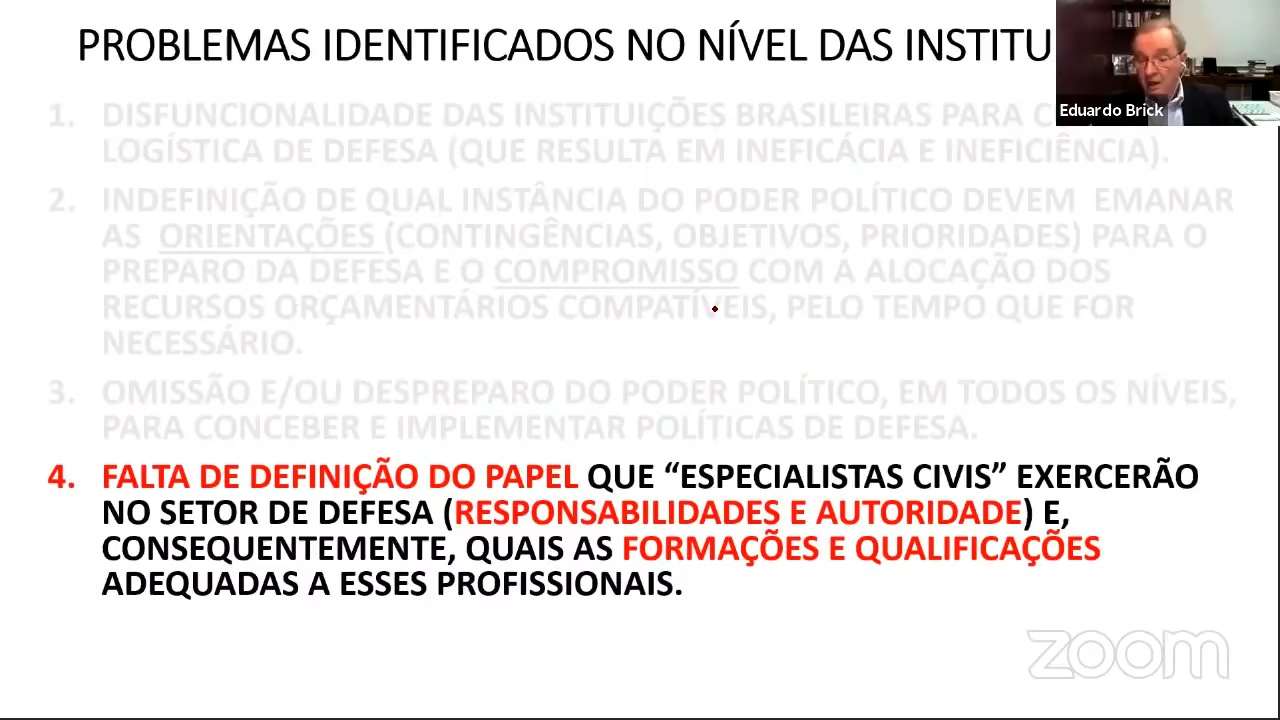 PROBLEMAS IDENTIFICADOS NO NÍVEL DAS INSTITU
Eduardo Brick
1. DISFUNCIONALIDADE DAS INSTITUIÇÕES BRASILEIRAS PARA
LOGÍSTICA DE DEFESA (QUE RESULTA EM INEFICÁCIA E INEFICIÊNCIA).
2. INDEFINIÇÃO DE QUAL INSTÂNCIA DO PODER POLÍTICO DEVEM EMANAR
AS ORIENTAÇÕES (CONTINGÊNCIAS, OBJETIVOS, PRIORIDADES) PARA O
PREPARO DA DEFESA E O COMPROMISSO COM A ALOCAÇÃO DOS
RECURSOS ORÇAMENTÁRIOS COMPATÍVEIS, PELO TEMPO QUE FOR
NECESSÁRIO.
3. OMISSÃO E/OU DESPREPARO DO PODER POLÍTICO, EM TODOS OS NÍVEIS,
PARA CONCEBER E IMPLEMENTAR POLÍTICAS DE DEFESA.
4. FALTA DE DEFINIÇÃO DO PAPEL QUE “ESPECIALISTAS CIVIS” EXERCERÃO
NO SETOR DE DEFESA (RESPONSABILIDADES E AUTORIDADE) E,
CONSEQUENTEMENTE, QUAIS AS FORMAÇÕES E QUALIFICAÇÕES
ADEQUADAS A ESSES PROFISSIONAIS.
zoom